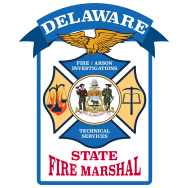 DELAWARE
FIRE / ARSON
INVESTIGATIONS
TECHNICAL
SERVICES
STATE
FIRE MARSHAL